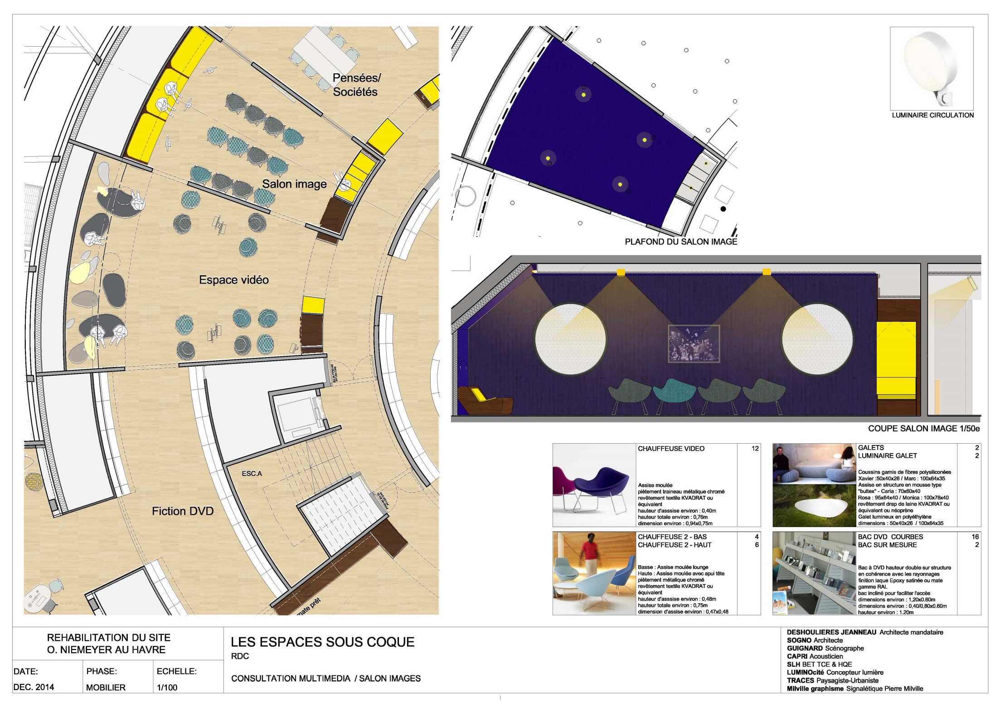 Pensées/
Sociétés
Salon image
Espace vidéo
ESC.A
Fiction DVD
mate prêt
PLAFOND DU SALON IMAGE
LUMINAIRE CIRCULATION
COUPE SALON IMAGE 1/50e
CHAUFFEUSE VIDEO 12
Assise moulée
piètement traineau métalique chromé
revêtement textile KVADRAT ou
équivalent
hauteur d'asssise environ : 0,40m
hauteur totale environ : 0,76m
dimension environ : 0,94x0,75m
GALETS 2
LUMINAIRE GALET 2
Coussins garnis de fibres polysiliconées
Xavier :50x40x26 / Marc : 100x64x35
Assise en structure en mousse type
"bultex" - Carla : 70x60x40
Rosa : 95x64x40 / Monica : 100x78x40
revêtement drap de laine KVADRAT ou
équivalent ou néoprène
Galet lumineux en polyéthylène
dimensions : 50x40x26 / 100x64x35
CHAUFFEUSE 2 - BAS 4
CHAUFFEUSE 2 - HAUT 6
Basse : Assise moulée lounge
Haute : Assise moulée avec apui tête
piètement métalique chromé
revêtement textile KVADRAT ou
équivalent
hauteur d'asssise environ : 0,48m
hauteur totale environ : 0,75m
dimension d'assise environ : 0,47x0,48
BAC DVD COURBES 16
BAC SUR MESURE 2
Bac à DVD hauteur double sur structure
en cohérence avec les rayonnages
finition laque Epoxy satinée ou mate
gamme RAL
bac incliné pour faciliter l'accès
dimensions environ : 1,20x0.60m
dimensions environ : 0,40/0,80x0.60m
hauteur environ : 1.20m
REHABILITATION DU SITE
O. NIEMEYER AU HAVRE
DATE:
DEC. 2014
PHASE:
MOBILIER
ECHELLE:
1/100
LES ESPACES SOUS COQUE
RDC
CONSULTATION MULTIMEDIA / SALON IMAGES
DESHOULIERES JEANNEAU Architecte mandataire
SOGNO Architecte
GUIGNARD Scénographe
CAPRI Acousticien
SLH BET TCE & HQE
LUMINOcité Concepteur lumière
TRACES Paysagiste-Urbaniste
Milville graphisme Signalétique Pierre Milville